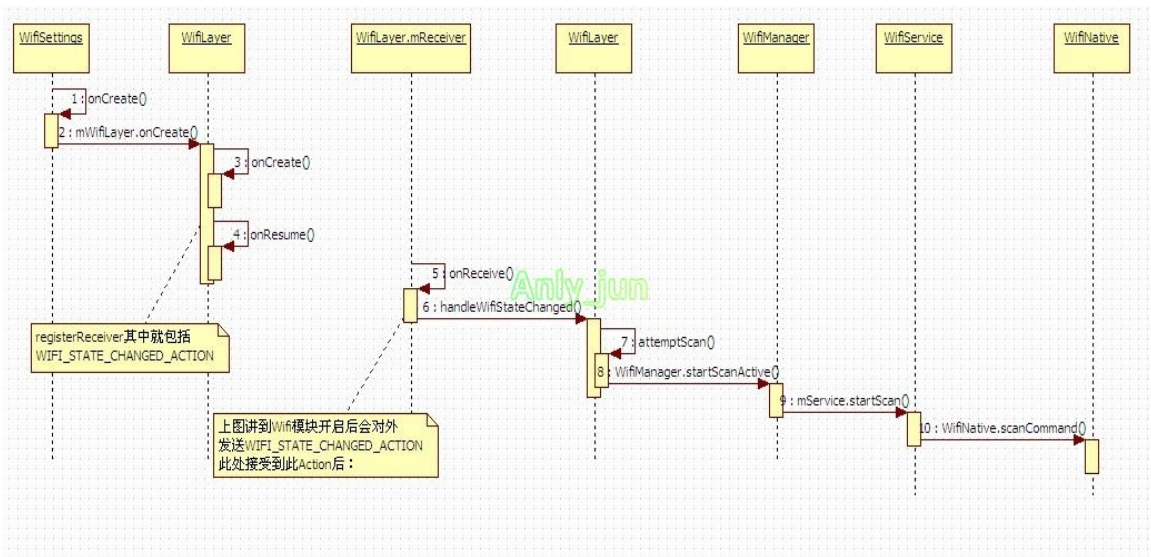 WifiSettings
WifiLayer
WifiLayer.mReceiver
WifiLayer
WifiManager
WifiService
WifiNative
1 : onCreate()
2 : mWifiLayer.onCreate()
3 : onCreate()
4 : onResume()
5 : onReceive()
Anly_jun
6 : handleWifiStateChanged()
registerReceiver其中就包括
WIFI_STATE_CHANGED_ACTION
7 : attemptScan()
8 : WifiManager.startScanActive()
9 : mService.startScan()
10 : WifiNative.scanCommand()
上图讲到Wifi模块开启后会对外
发送WIFI_STATE_CHANGED_ACTION
此处接受到此Action后：